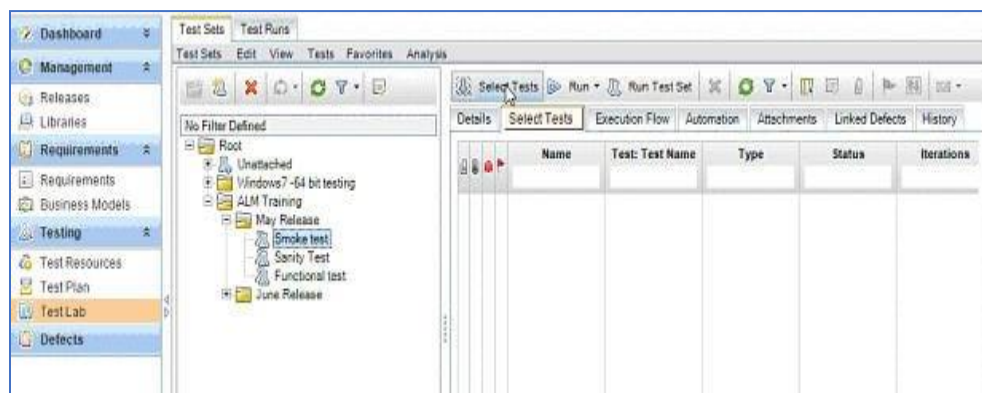 Dashboard
Management
Releases
Libraries
Requirements
Requirements
Business Models
Testing
Test Resources
Test Plan
Test Lab
Defects
Test Sets Test Runs
Test Sets Edit View Tests Favorites Analysis
No Filter Defined
Root
Unattached
Windows7 -64 bit testing
ALM Training
May Release
Smoke test
Sanity Test
Functional test
June Release
Select Tests Run Run Test Set
Details Select Tests Execution Flow Automation Attachments Linked Defects History
Name Test: Test Name Type Status Iterations